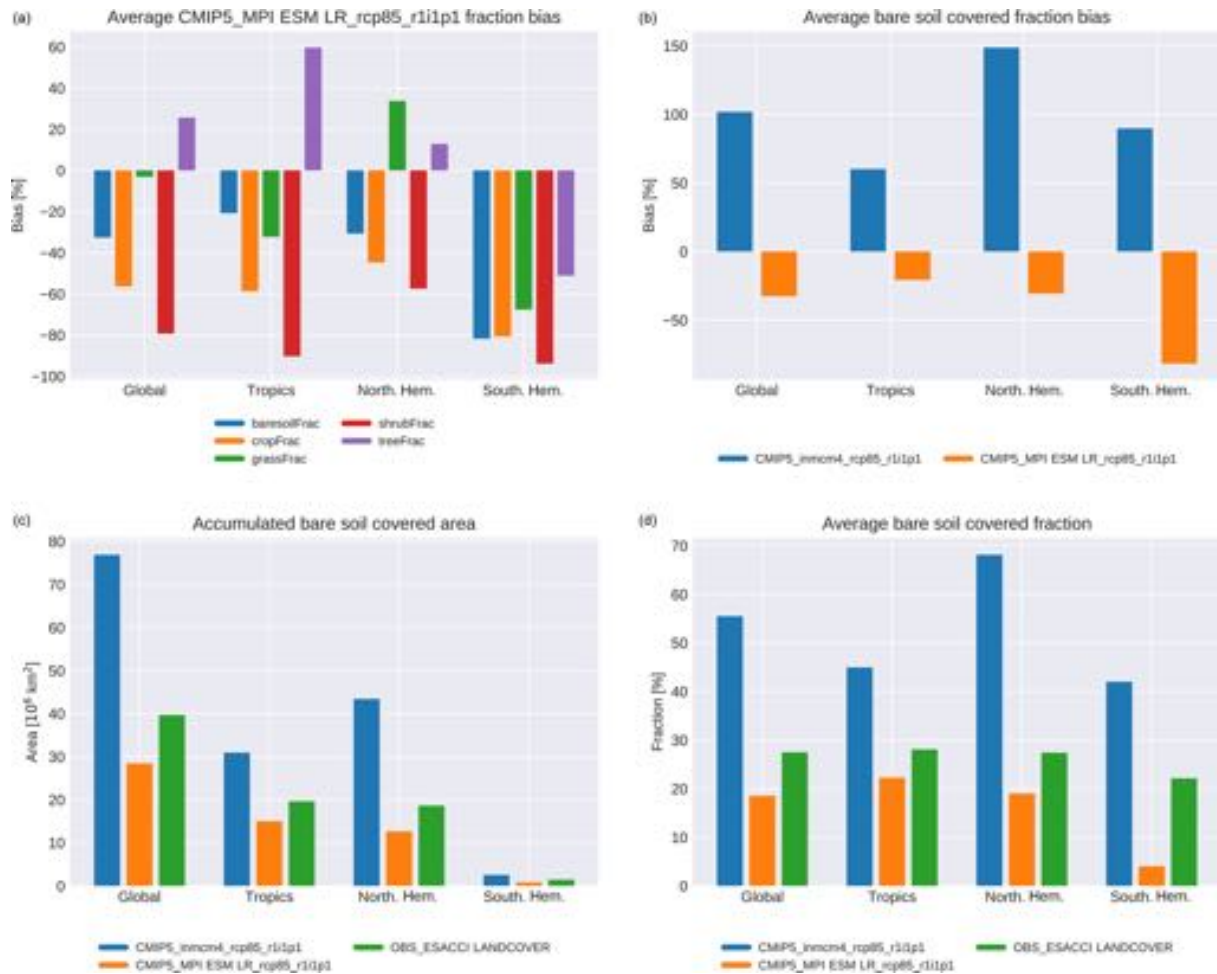 (a)
Average CMIP5_MPI ESM LR_rcp85_r1i1p1 fraction bias
60
40
20
0
−20
−40
−60
−80
−100
Bias [%]
Global Tropics North. Hem. South. Hem.
baresoilFrac shrubFrac
cropFrac treeFrac
grassFrac
(b)
Average bare soil covered fraction bias
150
100
50
0
−50
Bias [%]
Global Tropics North. Hem. South. Hem.
CMIP5_inmcm4_rcp85_r1i1p1 CMIP5_MPI ESM LR_rcp85_r1i1p1
(c)
Accumulated bare soil covered area
80
70
60
50
40
30
20
10
0
Area [10⁶ km²]
Global Tropics North. Hem. South. Hem.
CMIP5_inmcm4_rcp85_r1i1p1 OBS_ESACCI LANDCOVER
CMIP5_MPI ESM LR_rcp85_r1i1p1
(d)
Average bare soil covered fraction
70
60
50
40
30
20
10
0
Fraction [%]
Global Tropics North. Hem. South. Hem.
CMIP5_inmcm4_rcp85_r1i1p1 OBS_ESACCI LANDCOVER
CMIP5_MPI ESM LR_rcp85_r1i1p1